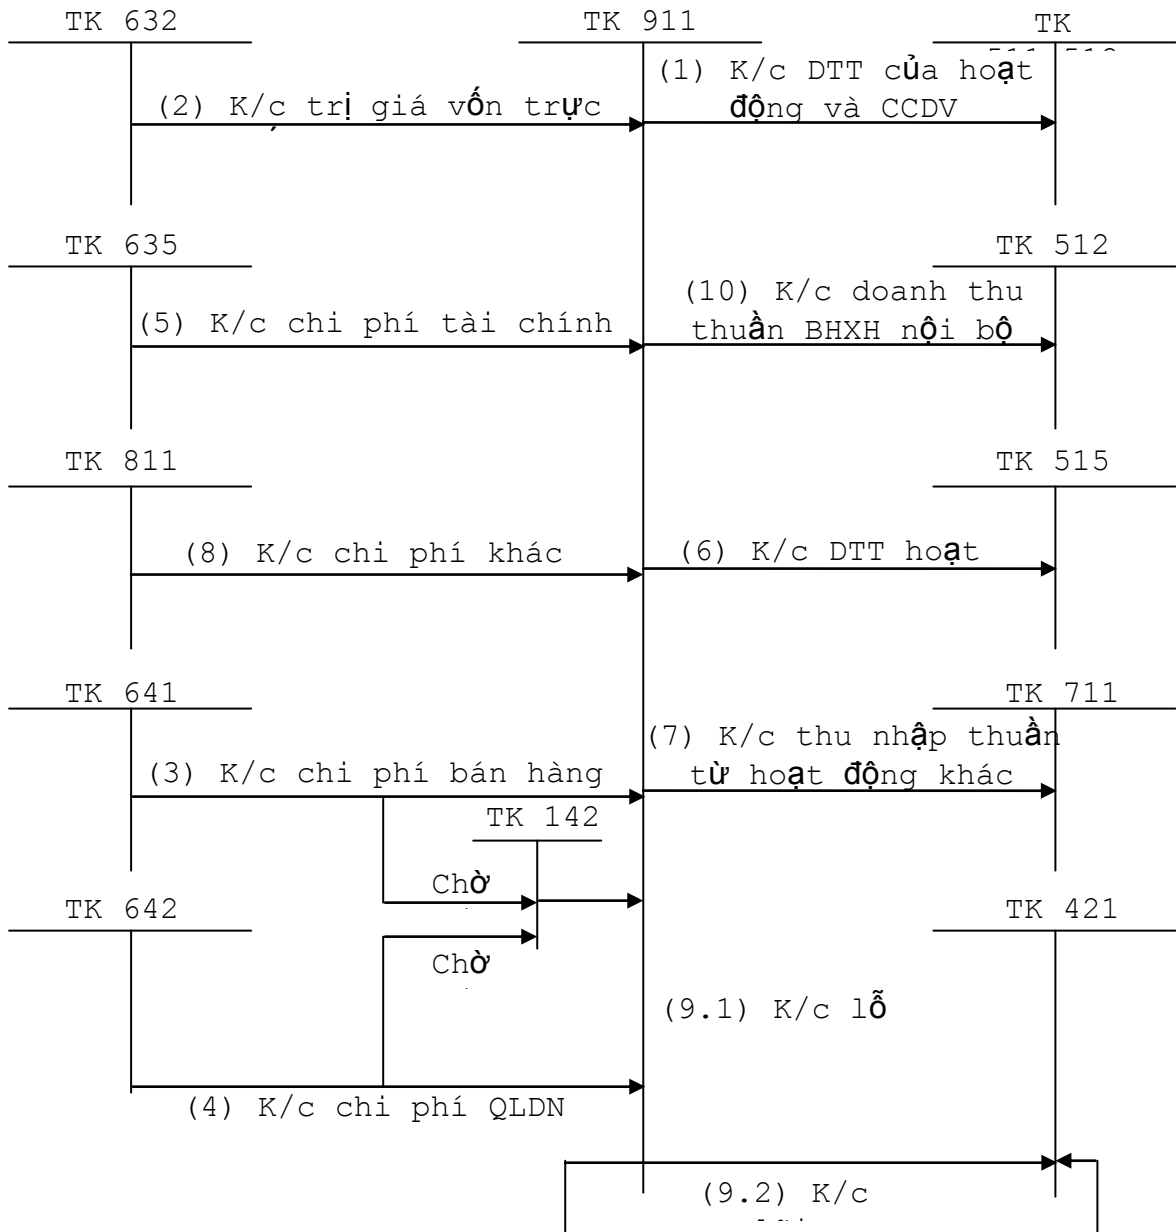 TK 632
TK 911
TK
(1) K/c DTT của hoạt
động và CCDV
(2) K/c trị giá vốn trực
TK 635
TK 512
(10) K/c doanh thu
thuần BHXH nội bộ
(5) K/c chi phí tài chính
TK 811
TK 515
(8) K/c chi phí khác
(6) K/c DTT hoạt
TK 641
TK 711
(7) K/c thu nhập thuần
từ hoạt động khác
(3) K/c chi phí bán hàng
TK 142
Chờ
TK 642
TK 421
Chờ
(9.1) K/c lỗ
(4) K/c chi phí QLDN
(9.2) K/c